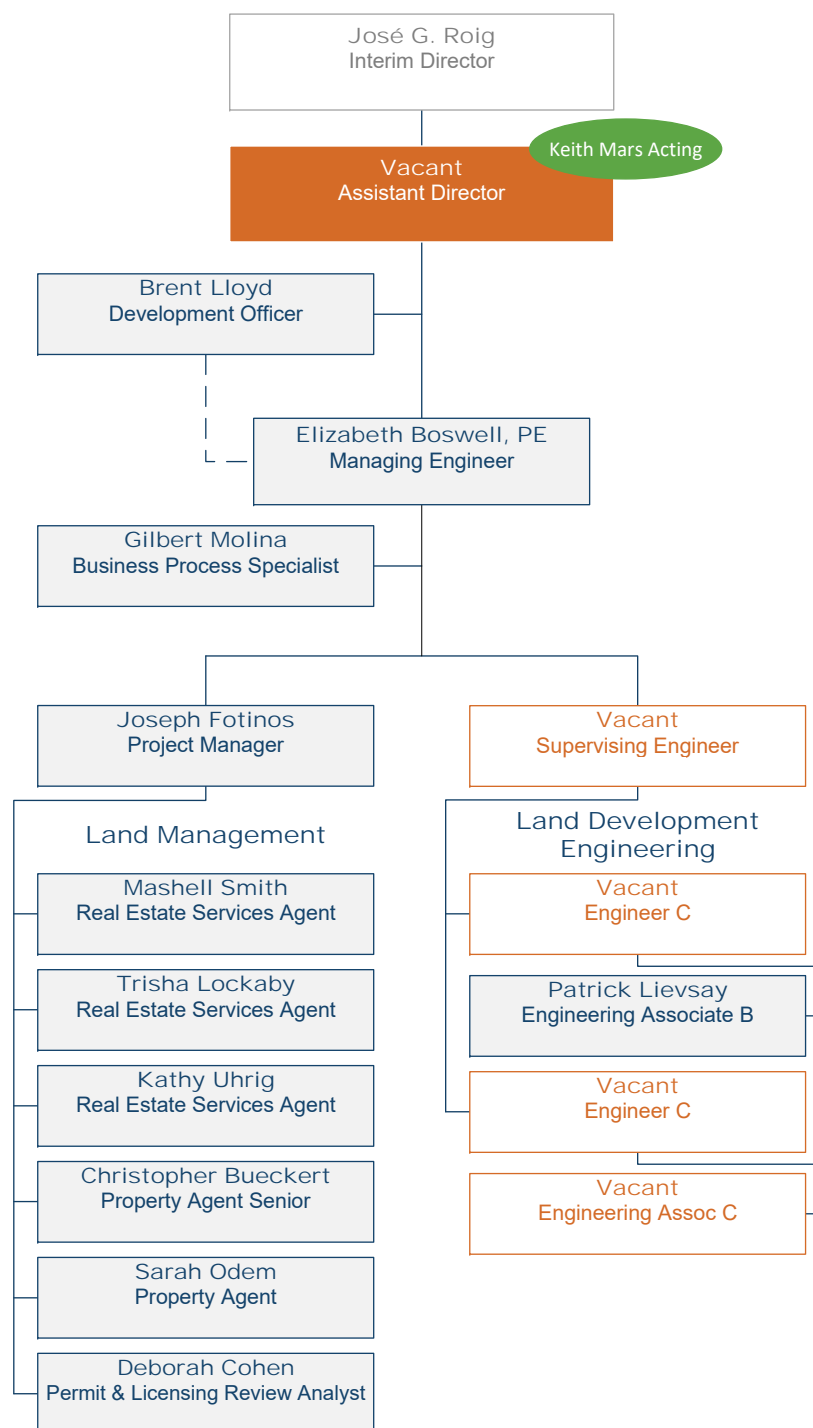 José G. Roig
Interim Director
Keith Mars Acting
Vacant
Assistant Director
Brent Lloyd
Development Officer
Elizabeth Boswell, PE
Managing Engineer
Gilbert Molina
Business Process Specialist
Joseph Fotinos
Project Manager
Land Management
Mashell Smith
Real Estate Services Agent
Trisha Lockaby
Real Estate Services Agent
Kathy Uhrig
Real Estate Services Agent
Christopher Bueckert
Property Agent Senior
Sarah Odem
Property Agent
Deborah Cohen
Permit & Licensing Review Analyst
Vacant
Supervising Engineer
Land Development
Engineering
Vacant
Engineer C
Patrick Lievsay
Engineering Associate B
Vacant
Engineer C
Vacant
Engineering Assoc C